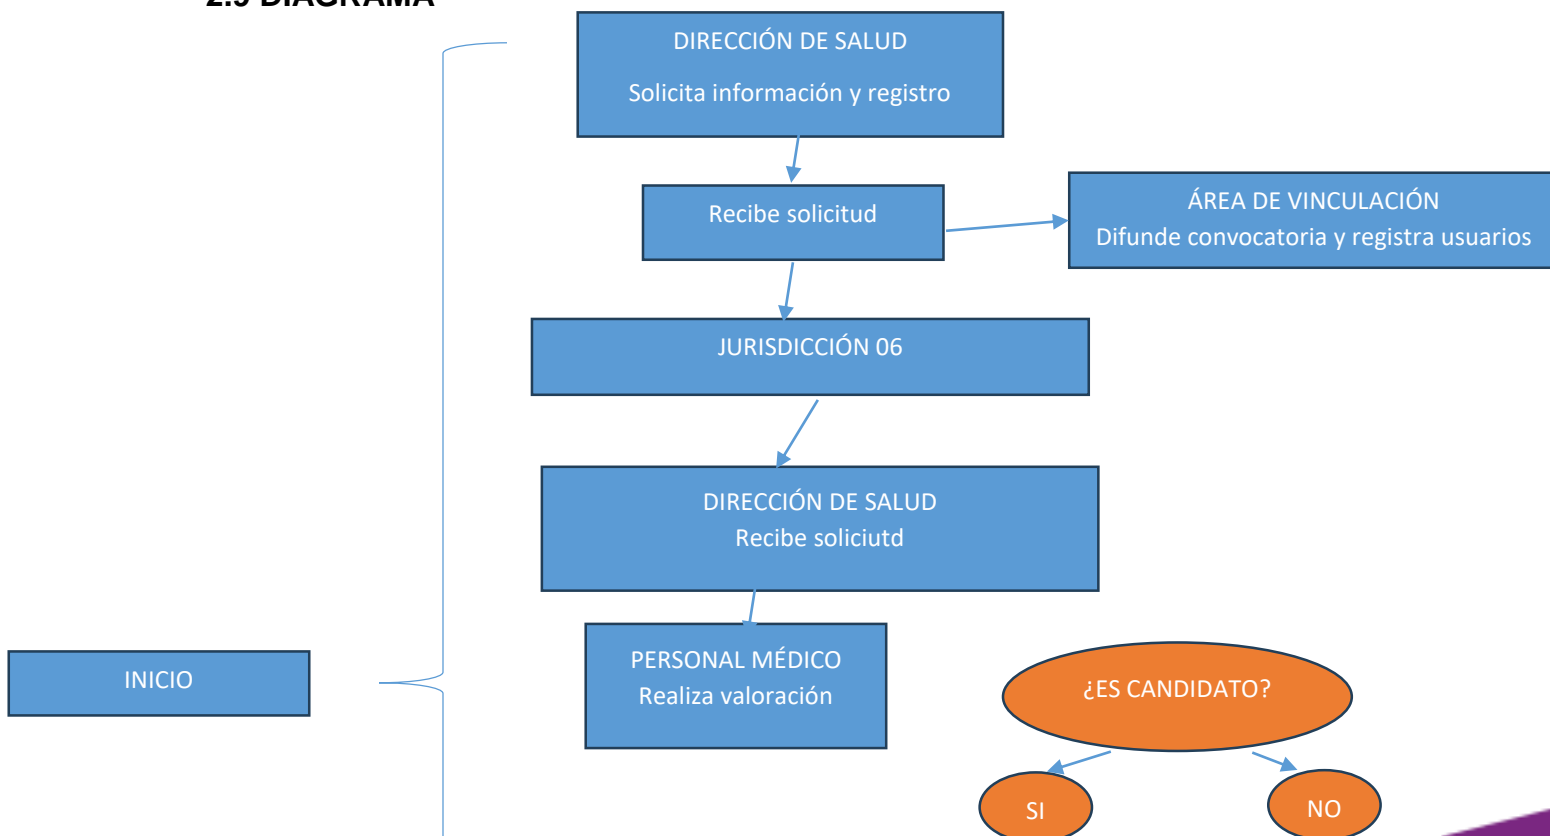 2.5 DIAGRAMA
DIRECCIÓN DE SALUD
Solicita información y registro
Recibe solicitud
ÁREA DE VINCULACIÓN
Difunde convocatoria y registra usuarios
JURISDICCIÓN 06
DIRECCIÓN DE SALUD
Recibe soliciutd
INICIO
PERSONAL MÉDICO
Realiza valoración
¿ES CANDIDATO?
SI
NO